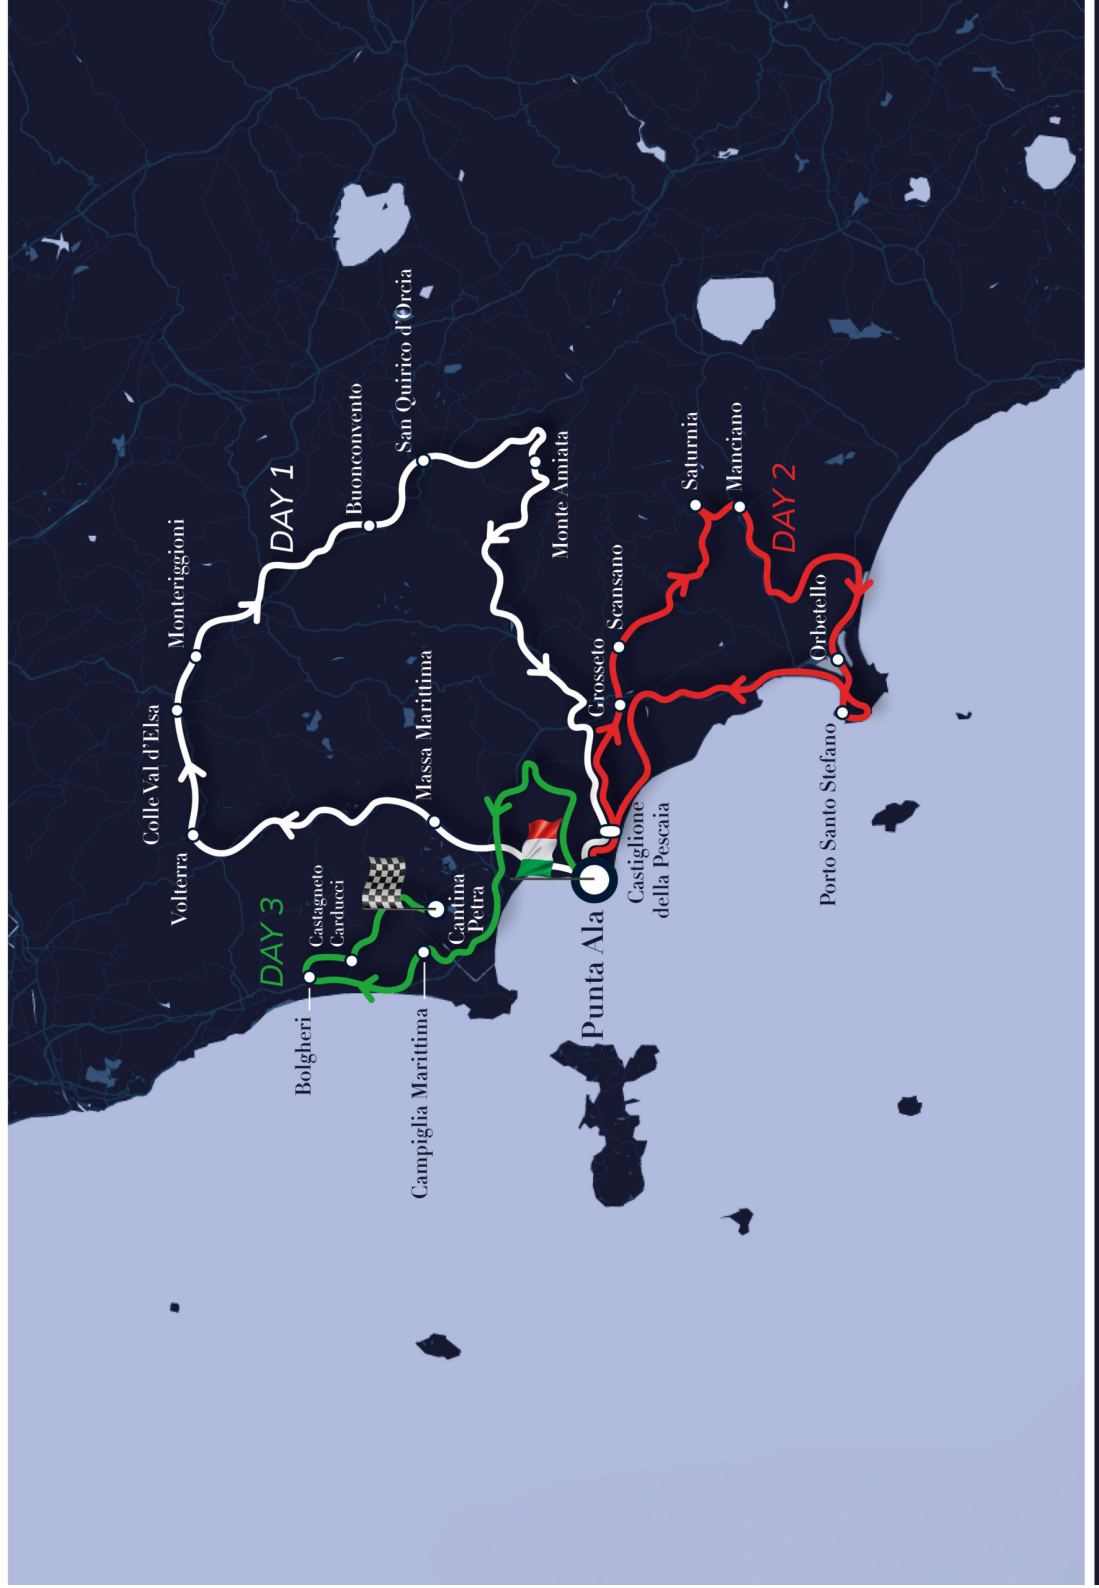 Volterra
Colle Val d'Elsa
Monteriggioni
DAY 1
Buonconvento
San Quirico d'Orcia
Monte Amiata
Massa Marittima
DAY 3
Bolgheri
Castagneto
Carducci
Campiglia Marittima
Cantina
Petra
Punta Ala
Castiglione
della Pescaia
Grosseto
Scansano
Saturnia
Manciano
DAY 2
Orbetello
Porto Santo Stefano